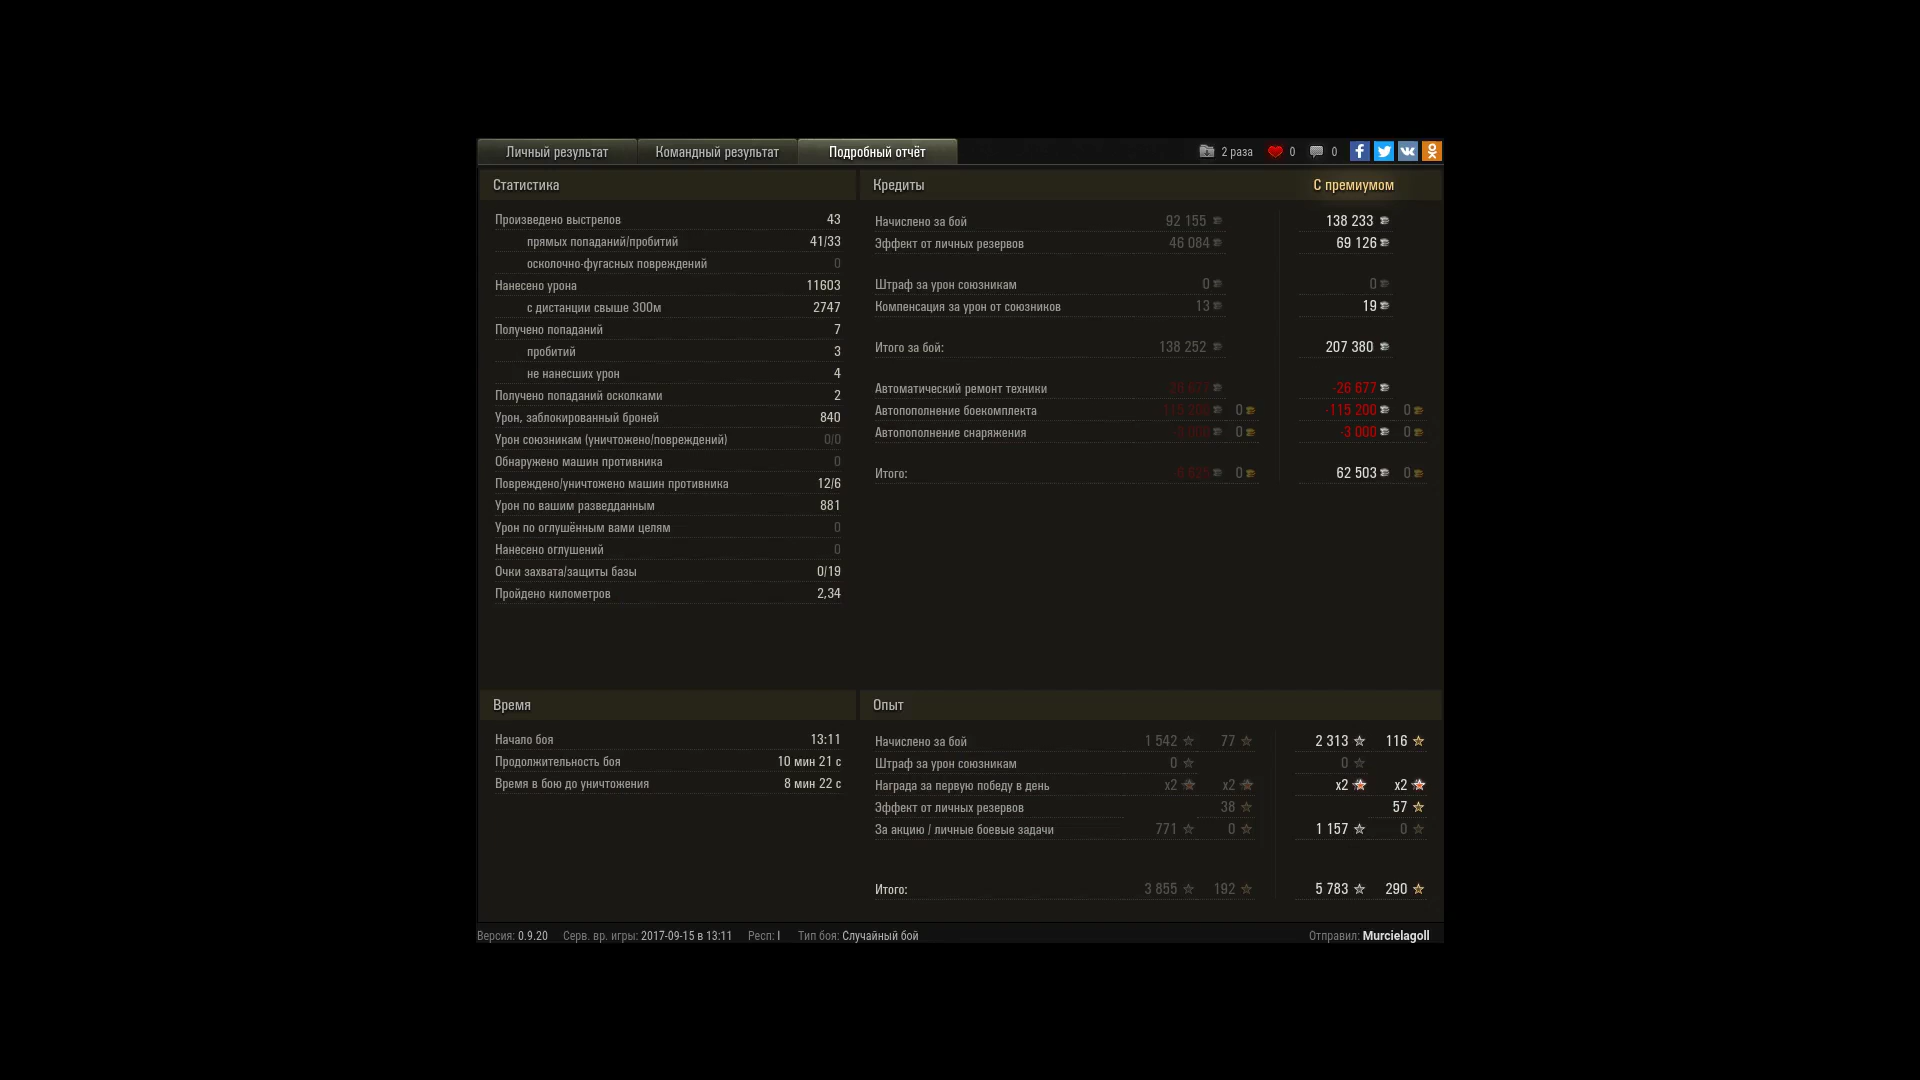 Личный результат Командный результат Подробный отчёт 2 раза 0 0
Статистика
Произведено выстрелов 43
прямых попаданий/пробитий 41/33
осколочно-фугасных повреждений 0
Нанесено урона 11603
с дистанции свыше 300м 2747
Получено попаданий 7
пробитий 3
не нанесших урон 4
Получено попаданий осколками 2
Урон, заблокированный броней 840
Урон союзникам (уничтожено/повреждений) 0/0
Обнаружено машин противника 0
Повреждено/уничтожено машин противника 12/6
Урон по вашим разведданным 881
Урон по оглушённым вами целям 0
Нанесено оглушений 0
Очки захвата/защиты базы 0/19
Пройдено километров 2,34
Кредиты С премиумом
Начислено за бой 92 155 138 233
Эффект от личных резервов 46 084 69 126
Штраф за урон союзникам 0 0
Компенсация за урон от союзников 13 19
Итого за бой: 138 252 207 380
Автоматический ремонт техники -26 677 -26 677
Автопополнение боекомплекта -115 200 0 -115 200 0
Автопополнение снаряжения -3 000 0 -3 000 0
Итого: -6 625 0 62 503 0
Время
Начало боя 13:11
Продолжительность боя 10 мин 21 с
Время в бою до уничтожения 8 мин 22 с
Опыт
Начислено за бой 1 542 77 2 313 116
Штраф за урон союзникам 0 0
Награда за первую победу в день x2 x2 x2 x2
Эффект от личных резервов 38 57
За акцию / личные боевые задачи 771 0 1 157 0
Итого: 3 855 192 5 783 290
Версия: 0.9.20 Серв. вр. игры: 2017-09-15 в 13:11 Респ: I Тип боя: Случайный бой Отправил: Murcielagoll